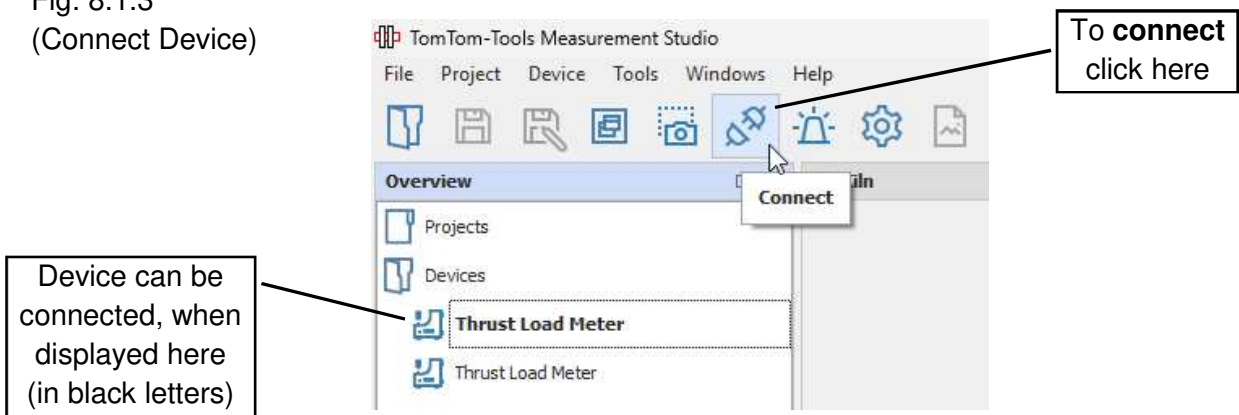 Fig. 8.1.3
(Connect Device)
TomTom-Tools Measurement Studio
To connect
click here
File Project Device Tools Windows Help
Overview
Connect
Projects
Devices
Device can be
connected, when
displayed here
(in black letters)
Thrust Load Meter
Thrust Load Meter